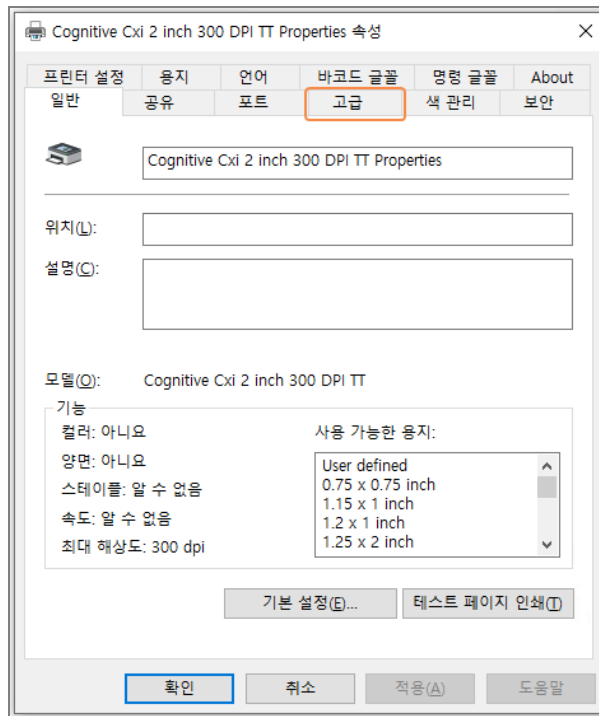 Cognitive Cxi 2 inch 300 DPI TT Properties 속성
프린터 설정 용지 언어 바코드 글꼴 명령 글꼴 About
일반 공유 포트 고급 색 관리 보안
Cognitive Cxi 2 inch 300 DPI TT Properties
위치(L):
설명(C):
모델(O): Cognitive Cxi 2 inch 300 DPI TT
기능
컬러: 아니요
양면: 아니요
스테이플: 알 수 없음
속도: 알 수 없음
최대 해상도: 300 dpi
사용 가능한 용지:
User defined
0.75 x 0.75 inch
1.15 x 1 inch
1.2 x 1 inch
1.25 x 2 inch
기본 설정(E)... 테스트 페이지 인쇄(T)
확인 취소 적용(A) 도움말